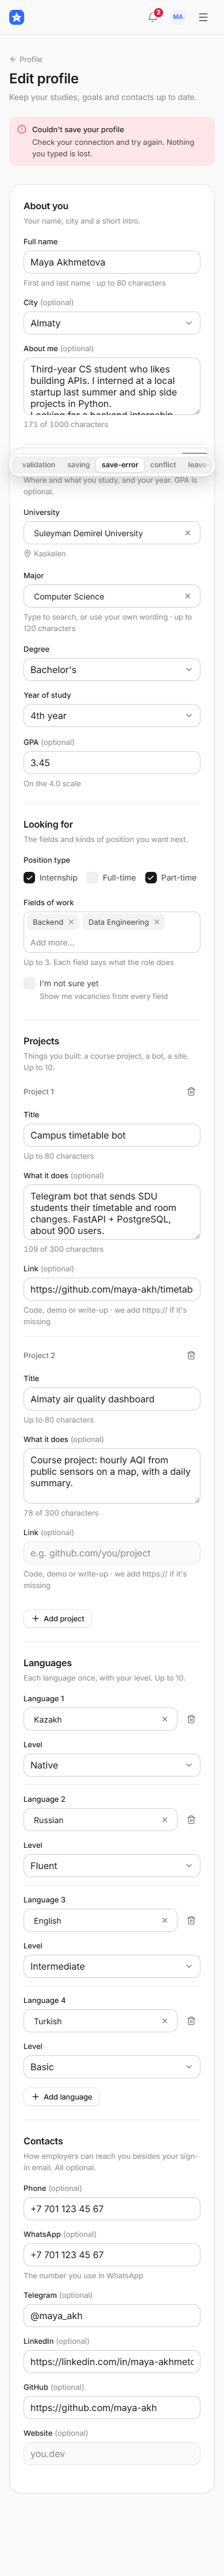 2
MA
Profile
Edit profile
Keep your studies, goals and contacts up to date.
Couldn't save your profile
Check your connection and try again. Nothing
you typed is lost.
About you
Your name, city and a short intro.
Full name
Maya Akhmetova
First and last name · up to 80 characters
City (optional)
Almaty
About me (optional)
Third-year CS student who likes
building APIs. I interned at a local
startup last summer and ship side
projects in Python.
Looking for a backend internship
171 of 1000 characters
validation
saving
save-error
conflict
leave
Where and what you study, and your year. GPA is
optional.
University
Suleyman Demirel University
Kaskelen
Major
Computer Science
Type to search, or use your own wording · up to
120 characters
Degree
Bachelor's
Year of study
4th year
GPA (optional)
3.45
On the 4.0 scale
Looking for
The fields and kinds of position you want next.
Position type
Internship
Full-time
Part-time
Fields of work
Backend
Data Engineering
Add more...
Up to 3. Each field says what the role does
I'm not sure yet
Show me vacancies from every field
Projects
Things you built: a course project, a bot, a site.
Up to 10.
Project 1
Title
Campus timetable bot
Up to 80 characters
What it does (optional)
Telegram bot that sends SDU
students their timetable and room
changes. FastAPI + PostgreSQL,
about 900 users.
109 of 300 characters
Link (optional)
https://github.com/maya-akh/timetab
Code, demo or write-up · we add https:// if it's
missing
Project 2
Title
Almaty air quality dashboard
Up to 80 characters
What it does (optional)
Course project: hourly AQI from
public sensors on a map, with a daily
summary.
78 of 300 characters
Link (optional)
e.g. github.com/you/project
Code, demo or write-up · we add https:// if it's
missing
Add project
Languages
Each language once, with your level. Up to 10.
Language 1
Kazakh
Level
Native
Language 2
Russian
Level
Fluent
Language 3
English
Level
Intermediate
Language 4
Turkish
Level
Basic
Add language
Contacts
How employers can reach you besides your sign-
in email. All optional.
Phone (optional)
+7 701 123 45 67
WhatsApp (optional)
+7 701 123 45 67
The number you use in WhatsApp
Telegram (optional)
@maya_akh
LinkedIn (optional)
https://linkedin.com/in/maya-akhmeto
GitHub (optional)
https://github.com/maya-akh
Website (optional)
you.dev